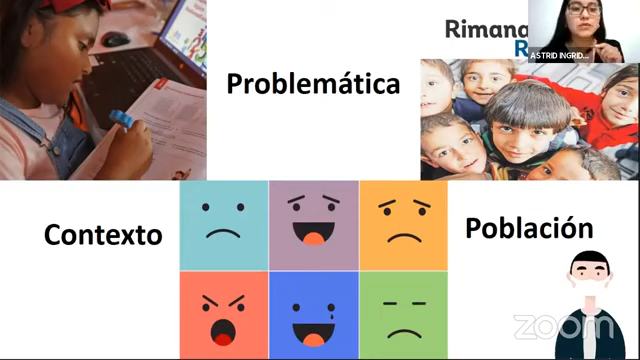 Rimana
R
ASTRID INGRID...
Problemática
Contexto
Población
zoom